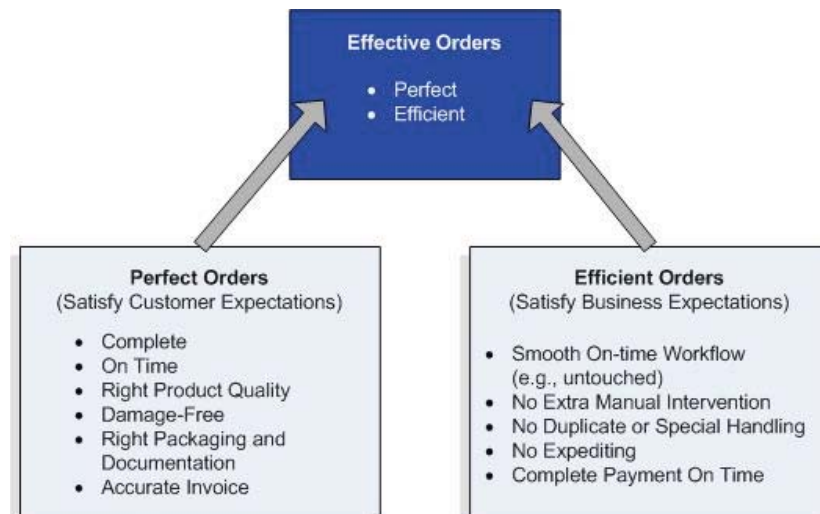 Effective Orders
• Perfect
• Efficient
Perfect Orders
(Satisfy Customer Expectations)
• Complete
• On Time
• Right Product Quality
• Damage-Free
• Right Packaging and
Documentation
• Accurate Invoice
Efficient Orders
(Satisfy Business Expectations)
• Smooth On-time Workflow
(e.g., untouched)
• No Extra Manual Intervention
• No Duplicate or Special Handling
• No Expediting
• Complete Payment On Time